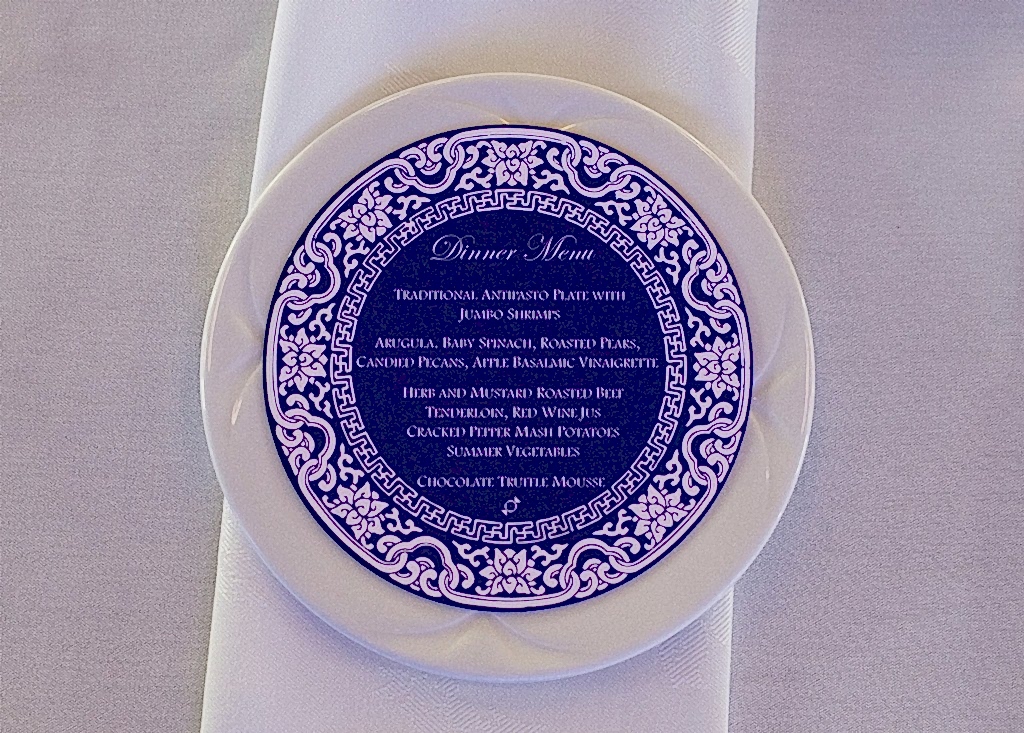 Dinner Menu
Traditional Antipasto Plate with
Jumbo Shrimps
Arugula, Baby Spinach, Roasted Pears,
Candied Pecans, Apple Basalmic Vinaigrette
Herb and Mustard Roasted Beef
Tenderloin, Red Wine Jus
Cracked Pepper Mash Potatoes
Summer Vegetables
Chocolate Truffle Mousse